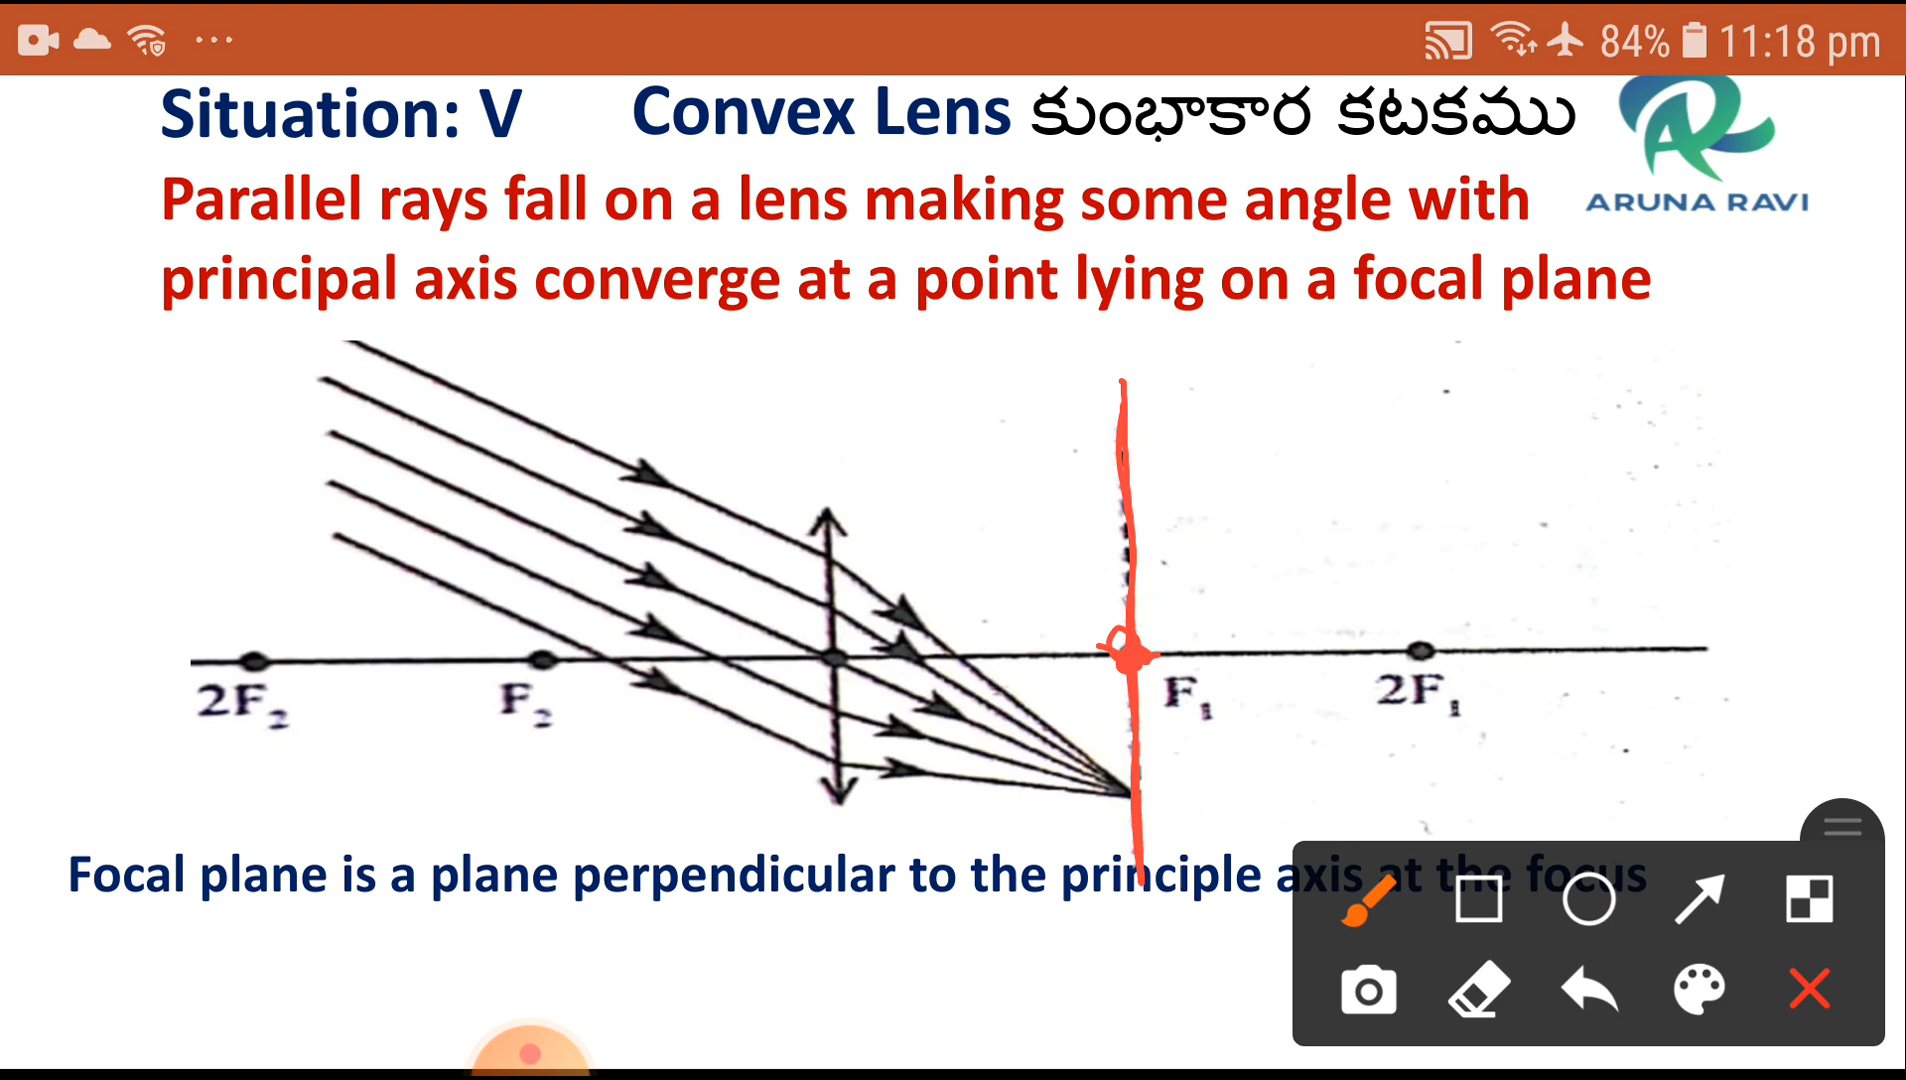 84% 11:18 pm
Situation: V Convex Lens కుంభాకార కటకము
ARUNA RAVI
Parallel rays fall on a lens making some angle with
principal axis converge at a point lying on a focal plane
2F₂ F₂ F₁ 2F₁
Focal plane is a plane perpendicular to the principle axis at the focus